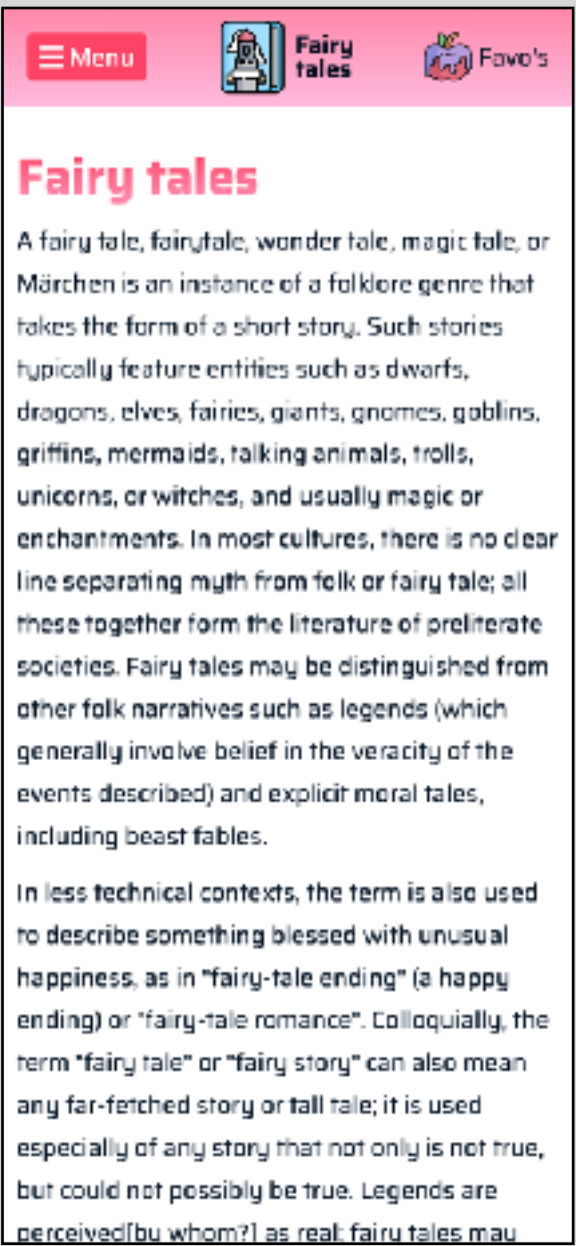 Menu
Fairy
tales
Favo's
Fairy tales
A fairy tale, fairytale, wonder tale, magic tale, or
Märchen is an instance of a folklore genre that
takes the form of a short story. Such stories
typically feature entities such as dwarfs,
dragons, elves, fairies, giants, gnomes, goblins,
griffins, mermaids, talking animals, trolls,
unicorns, or witches, and usually magic or
enchantments. In most cultures, there is no clear
line separating myth from folk or fairy tale; all
these together form the literature of preliterate
societies. Fairy tales may be distinguished from
other folk narratives such as legends (which
generally involve belief in the veracity of the
events described) and explicit moral tales,
including beast fables.
In less technical contexts, the term is also used
to describe something blessed with unusual
happiness, as in "fairy-tale ending" (a happy
ending) or "fairy-tale romance". Colloquially, the
term "fairy tale" or "fairy story" can also mean
any far-fetched story or tall tale; it is used
especially of any story that not only is not true,
but could not possibly be true. Legends are
perceived[by whom?] as real; fairy tales may